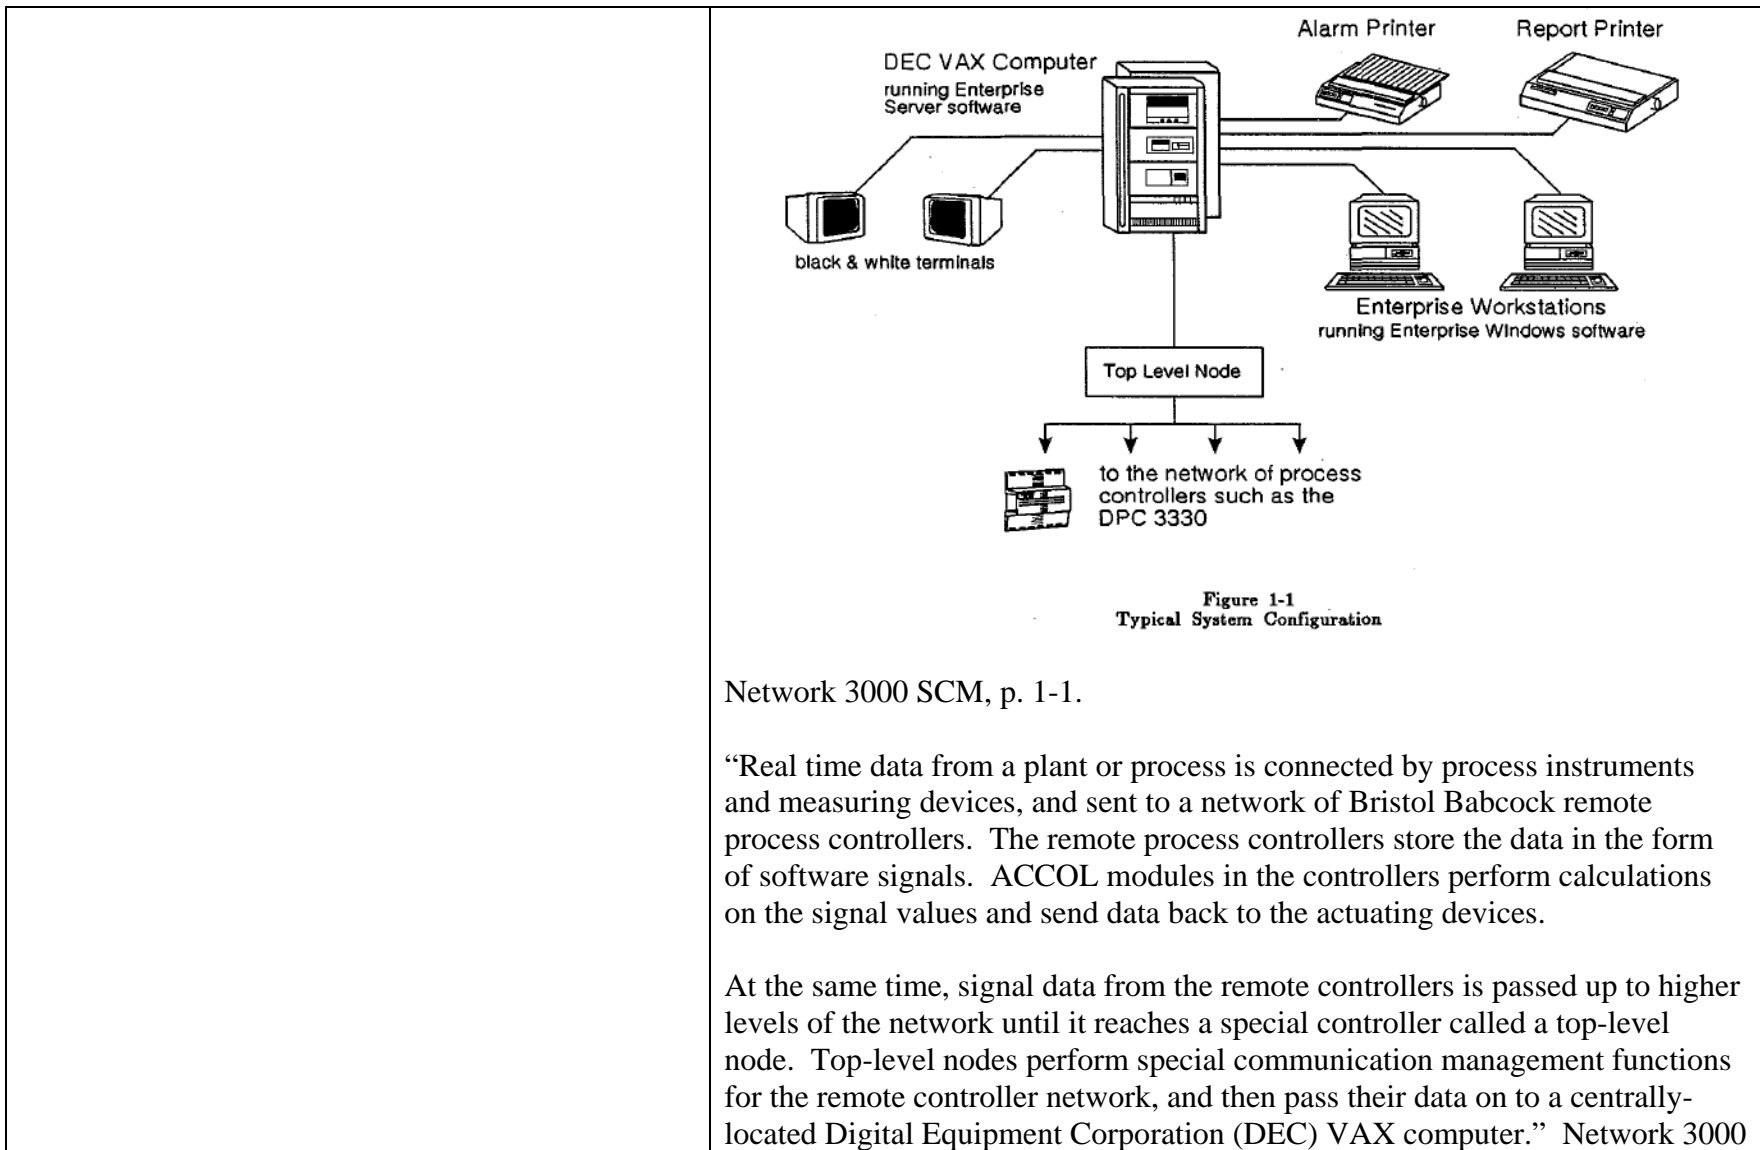 Alarm Printer
Report Printer
DEC VAX Computer
running Enterprise
Server software
black & white terminals
Enterprise Workstations
running Enterprise Windows software
Top Level Node
to the network of process
controllers such as the
DPC 3330
Figure 1-1
Typical System Configuration
Network 3000 SCM, p. 1-1.
“Real time data from a plant or process is connected by process instruments
and measuring devices, and sent to a network of Bristol Babcock remote
process controllers.  The remote process controllers store the data in the form
of software signals.  ACCOL modules in the controllers perform calculations
on the signal values and send data back to the actuating devices.
At the same time, signal data from the remote controllers is passed up to higher
levels of the network until it reaches a special controller called a top-level
node.  Top-level nodes perform special communication management functions
for the remote controller network, and then pass their data on to a centrally-
located Digital Equipment Corporation (DEC) VAX computer.”  Network 3000